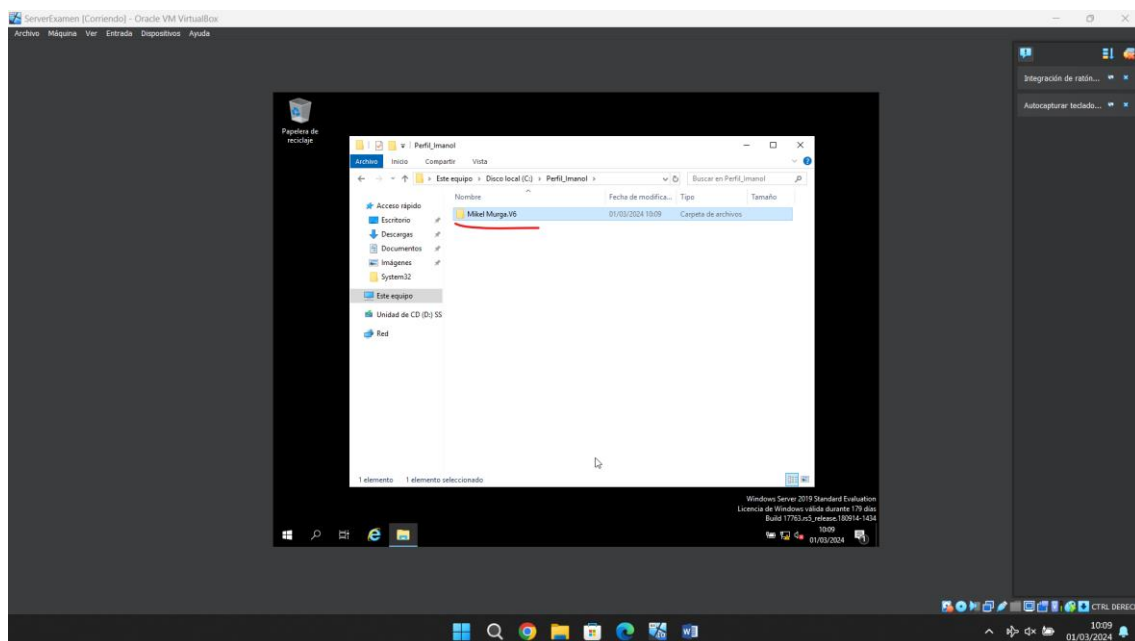 ServerExamen [Corriendo] - Oracle VM VirtualBox
Archivo Máquina Ver Entrada Dispositivos Ayuda
Integración de ratón...
Autocapturar teclado...
Papelera de
reciclaje
Perfil_Imanol
Archivo Inicio Compartir Vista
Este equipo > Disco local (C:) > Perfil_Imanol >
Buscar en Perfil_Imanol
Nombre Fecha de modifica... Tipo Tamaño
Mikel Murga.V6 01/03/2024 10:09 Carpeta de archivos
Acceso rápido
Escritorio
Descargas
Documentos
Imágenes
System32
Este equipo
Unidad de CD (D:) SS
Red
1 elemento 1 elemento seleccionado
Windows Server 2019 Standard Evaluation
Licencia de Windows válida durante 179 días
Build 17763.rs5_release.180914-1434
10:09
01/03/2024
CTRL DEREC
10:09
01/03/2024